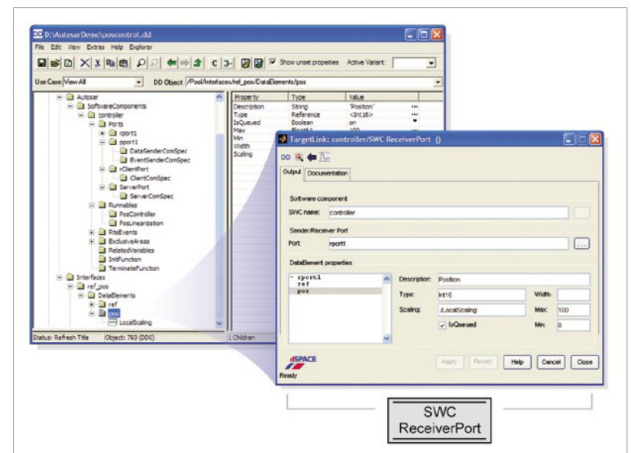 D:\AutosarDemo\poscontrol.dd
File Edit View Extras Help Explorer
Show unset properties Active Variant:
Use Case: View All DD Object: /Pool/Interfaces/ref_pos/DataElements/pos
Autosar
SoftwareComponents
controller
Ports
rport1
pport1
DataSenderComSpec
EventSenderComSpec
rClientPort
ClientComSpec
ServerPort
ServerComSpec
Runnables
PosController
PosLinearization
RteEvents
ExclusiveAreas
RelatedVariables
InitFunction
TerminateFunction
Interfaces
ref_pos
DataElements
ref
pos
LocalScaling
Property Type Value
Description String "Position" ...
Type Reference <Int16> ...
IsQueued Boolean on
Max
Min
Width
Scaling
Status: Refresh Title Object: 793 (DD0) 1 Children
TargetLink: controller/SWC ReceiverPort ()
DD
Output Documentation
Software component
SWC name: controller ...
Sender/Receiver Port
Port: rport1 ...
DataElement properties
- rport1
ref
pos
Description: Position
Type: Int16 Width:
Scaling: ./LocalScaling Max: 100
IsQueued Min: 0
dSPACE
Apply Revert Help Cancel Close
Ready
SWC
ReceiverPort